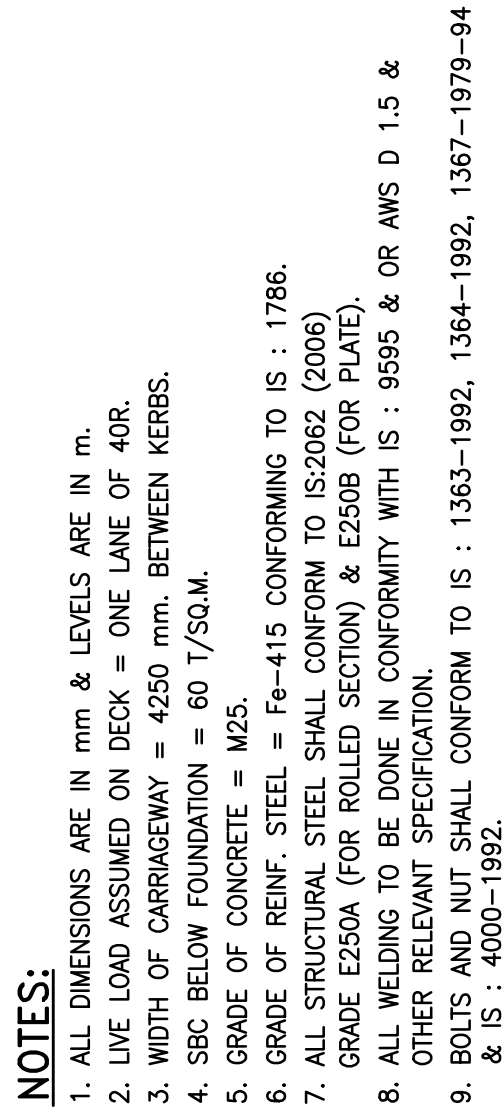 NOTES:
1. ALL DIMENSIONS ARE IN mm & LEVELS ARE IN m.
2. LIVE LOAD ASSUMED ON DECK = ONE LANE OF 40R.
3. WIDTH OF CARRIAGEWAY = 4250 mm. BETWEEN KERBS.
4. SBC BELOW FOUNDATION = 60 T/SQ.M.
5. GRADE OF CONCRETE = M25.
6. GRADE OF REINF. STEEL = Fe-415 CONFORMING TO IS : 1786.
7. ALL STRUCTURAL STEEL SHALL CONFORM TO IS:2062 (2006)
GRADE E250A (FOR ROLLED SECTION) & E250B (FOR PLATE).
8. ALL WELDING TO BE DONE IN CONFORMITY WITH IS : 9595 & OR AWS D 1.5 &
OTHER RELEVANT SPECIFICATION.
9. BOLTS AND NUT SHALL CONFORM TO IS : 1363-1992, 1364-1992, 1367-1979-94
& IS : 4000-1992.